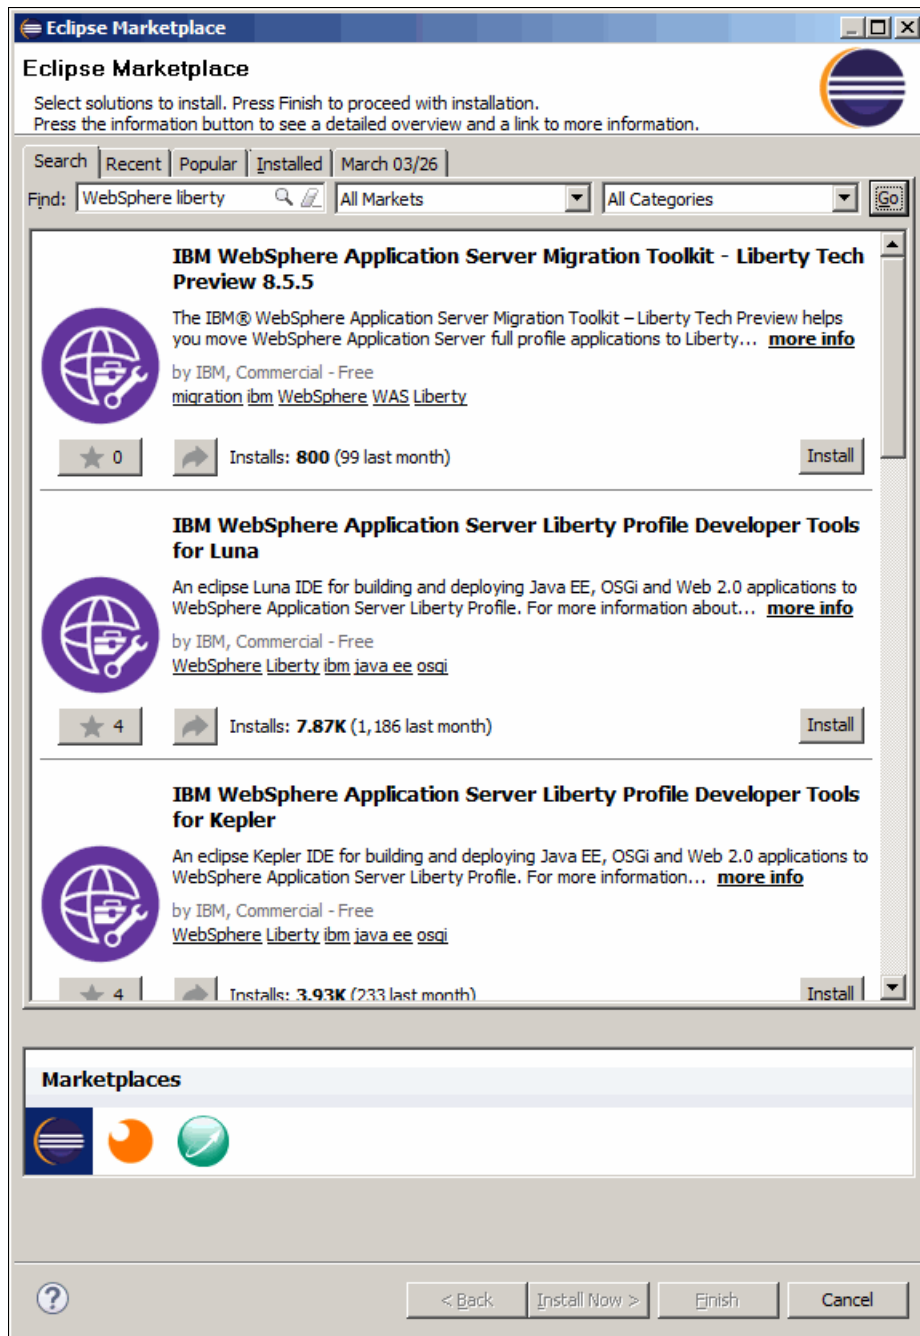 Eclipse Marketplace
Eclipse Marketplace
Select solutions to install. Press Finish to proceed with installation.
Press the information button to see a detailed overview and a link to more information.
Search Recent Popular Installed March 03/26
Find: WebSphere liberty All Markets All Categories Go
IBM WebSphere Application Server Migration Toolkit - Liberty Tech
Preview 8.5.5
The IBM® WebSphere Application Server Migration Toolkit – Liberty Tech Preview helps
you move WebSphere Application Server full profile applications to Liberty... more info
by IBM, Commercial - Free
migration ibm WebSphere WAS Liberty
0 Installs: 800 (99 last month) Install
IBM WebSphere Application Server Liberty Profile Developer Tools
for Luna
An eclipse Luna IDE for building and deploying Java EE, OSGi and Web 2.0 applications to
WebSphere Application Server Liberty Profile. For more information about... more info
by IBM, Commercial - Free
WebSphere Liberty ibm java ee osgi
4 Installs: 7.87K (1,186 last month) Install
IBM WebSphere Application Server Liberty Profile Developer Tools
for Kepler
An eclipse Kepler IDE for building and deploying Java EE, OSGi and Web 2.0 applications to
WebSphere Application Server Liberty Profile. For more information... more info
by IBM, Commercial - Free
WebSphere Liberty ibm java ee osgi
4 Installs: 3.93K (233 last month) Install
Marketplaces
? < Back Install Now > Finish Cancel